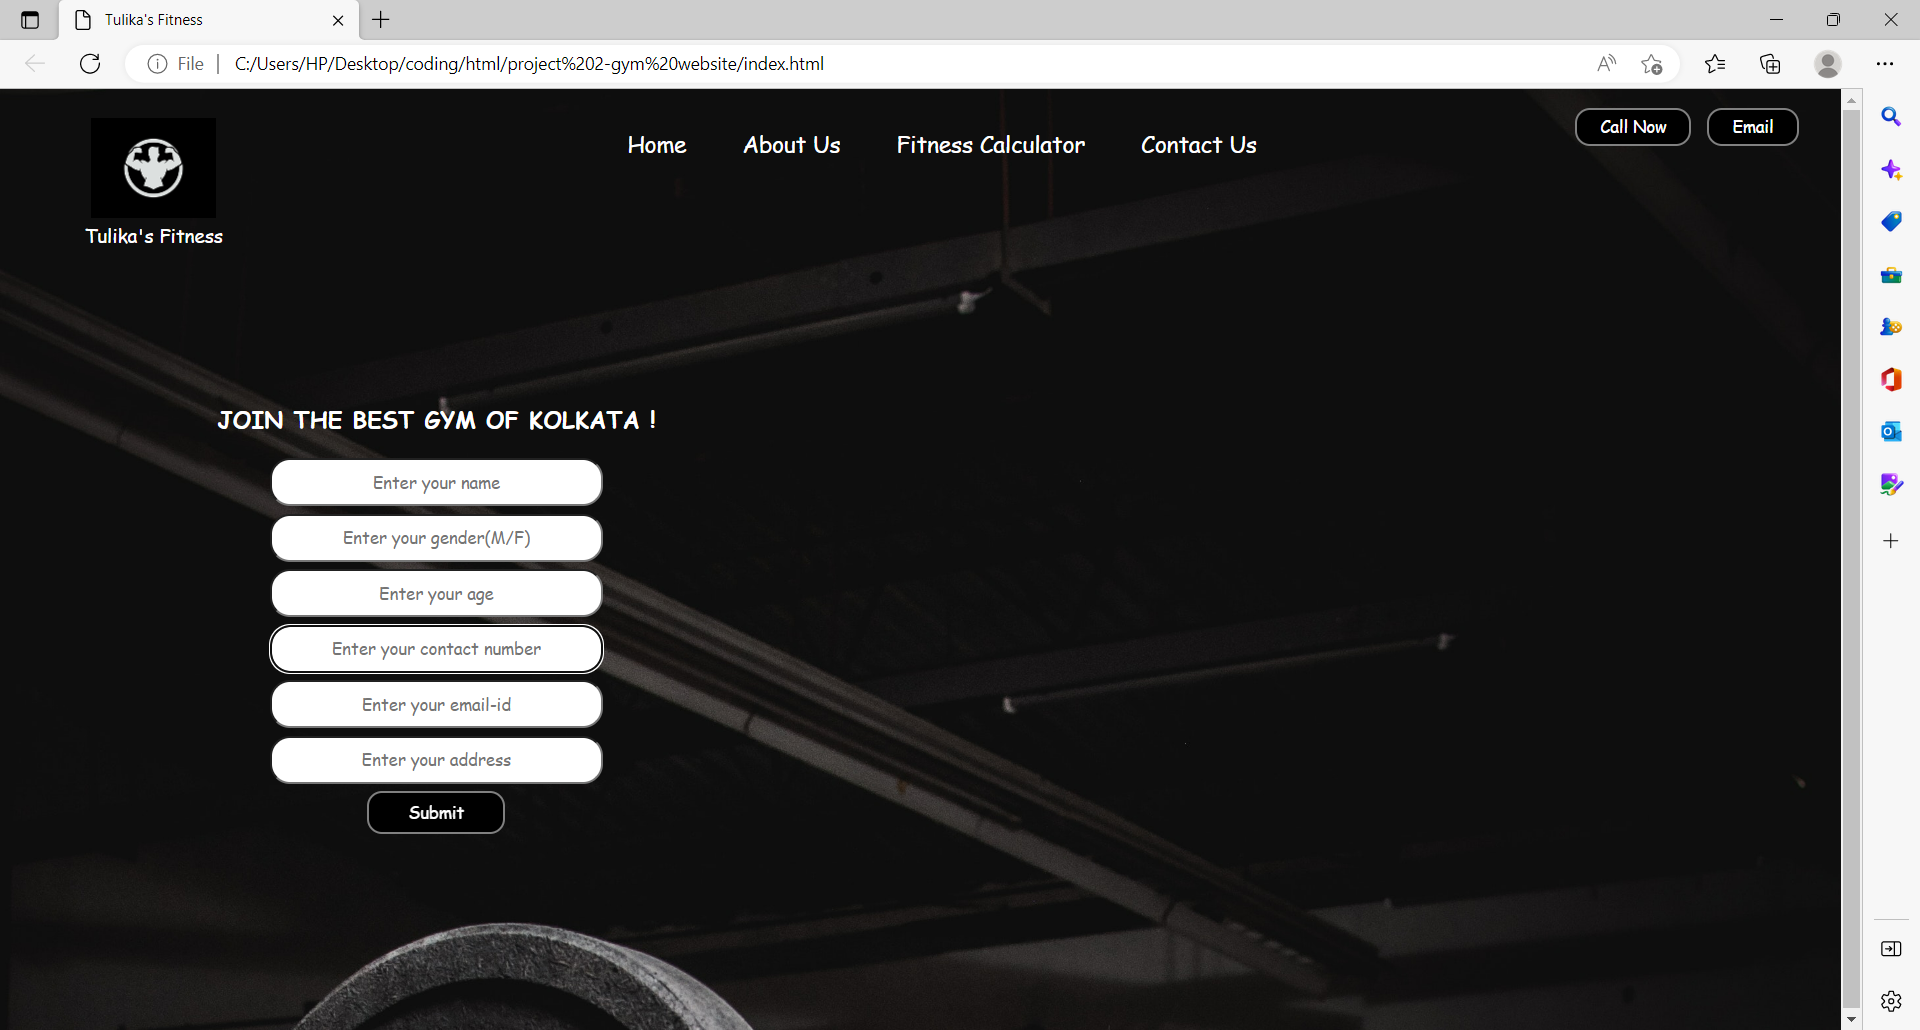 Tulika's Fitness
File
C:/Users/HP/Desktop/coding/html/project%202-gym%20website/index.html
Home
About Us
Fitness Calculator
Contact Us
Call Now
Email
Tulika's Fitness
JOIN THE BEST GYM OF KOLKATA !
Enter your name
Enter your gender(M/F)
Enter your age
Enter your contact number
Enter your email-id
Enter your address
Submit